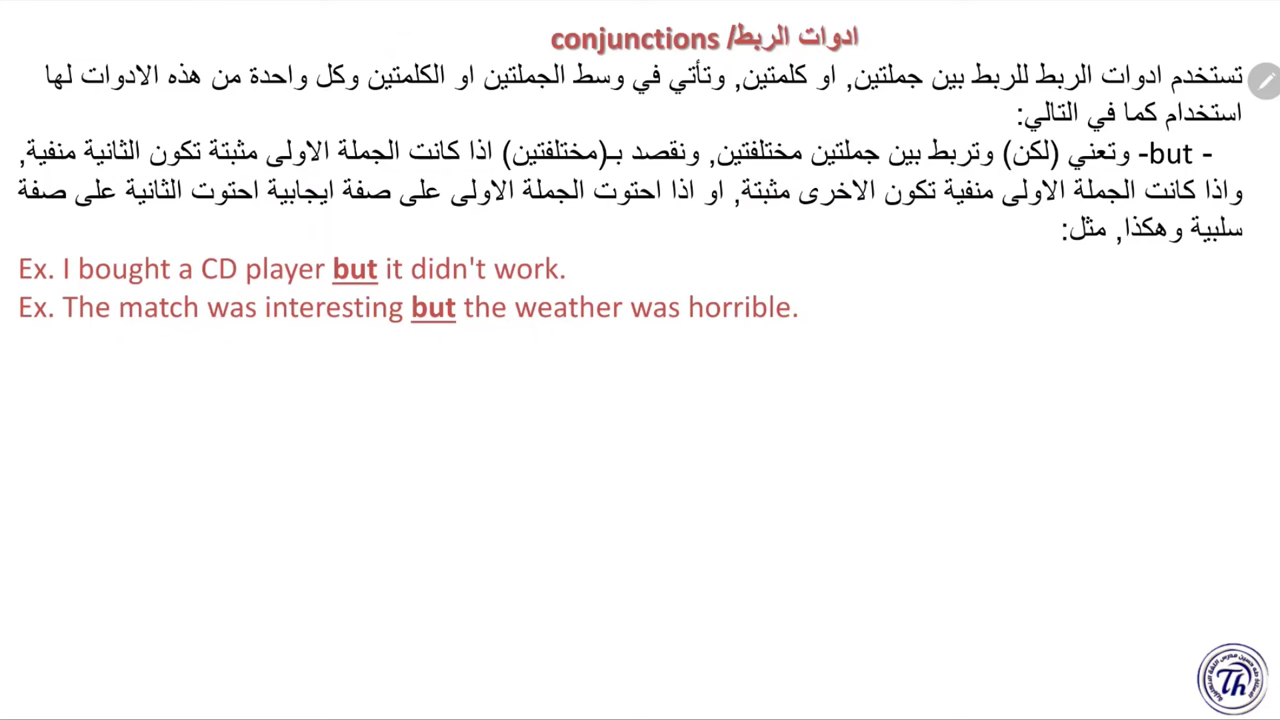 ادوات الربط/ conjunctions
تستخدم ادوات الربط للربط بين جملتين, او كلمتين, وتأتي في وسط الجملتين او الكلمتين وكل واحدة من هذه الادوات لها
استخدام كما في التالي:
- but- وتعني (لكن) وتربط بين جملتين مختلفتين, ونقصد بـ(مختلفتين) اذا كانت الجملة الاولى مثبتة تكون الثانية منفية,
واذا كانت الجملة الاولى منفية تكون الاخرى مثبتة, او اذا احتوت الجملة الاولى على صفة ايجابية احتوت الثانية على صفة
سلبية وهكذا, مثل:
Ex. I bought a CD player but it didn't work.
Ex. The match was interesting but the weather was horrible.
Th